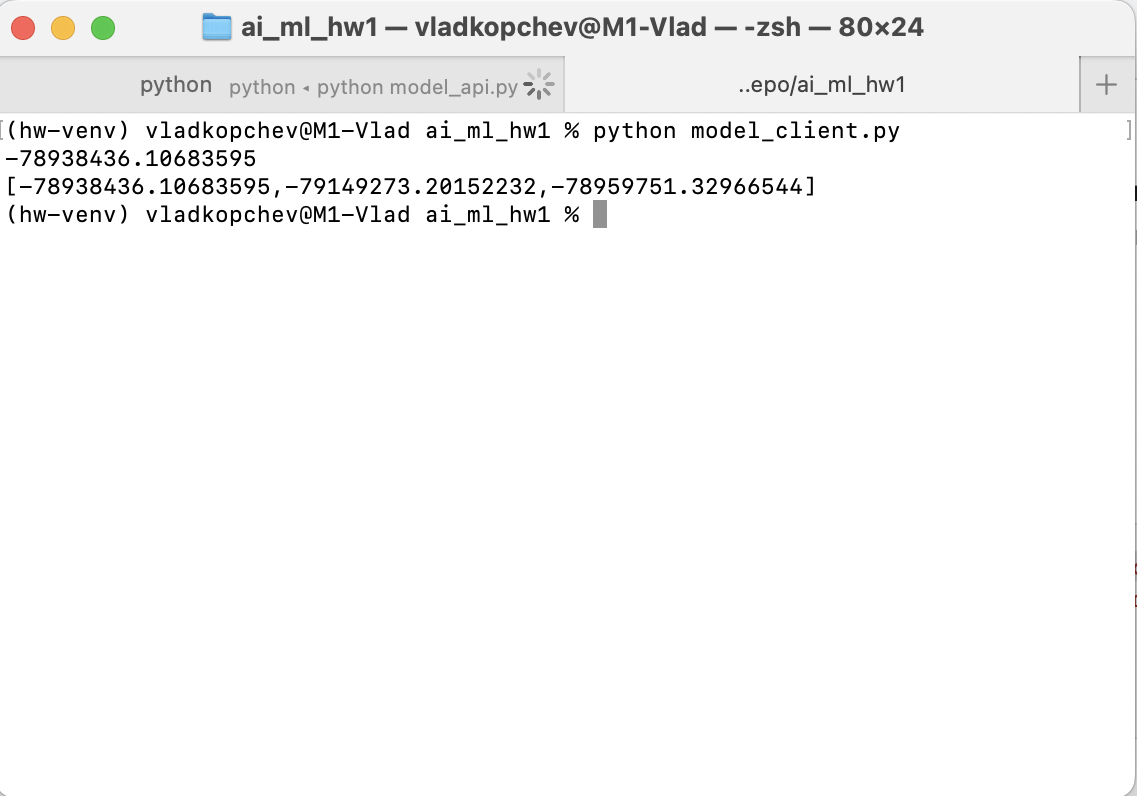 ai_ml_hw1 — vladkopchev@M1-Vlad — -zsh — 80×24
python python ◂ python model_api.py
..epo/ai_ml_hw1
+
[(hw-venv) vladkopchev@M1-Vlad ai_ml_hw1 % python model_client.py ]
-78938436.10683595
[-78938436.10683595,-79149273.20152232,-78959751.32966544]
(hw-venv) vladkopchev@M1-Vlad ai_ml_hw1 %